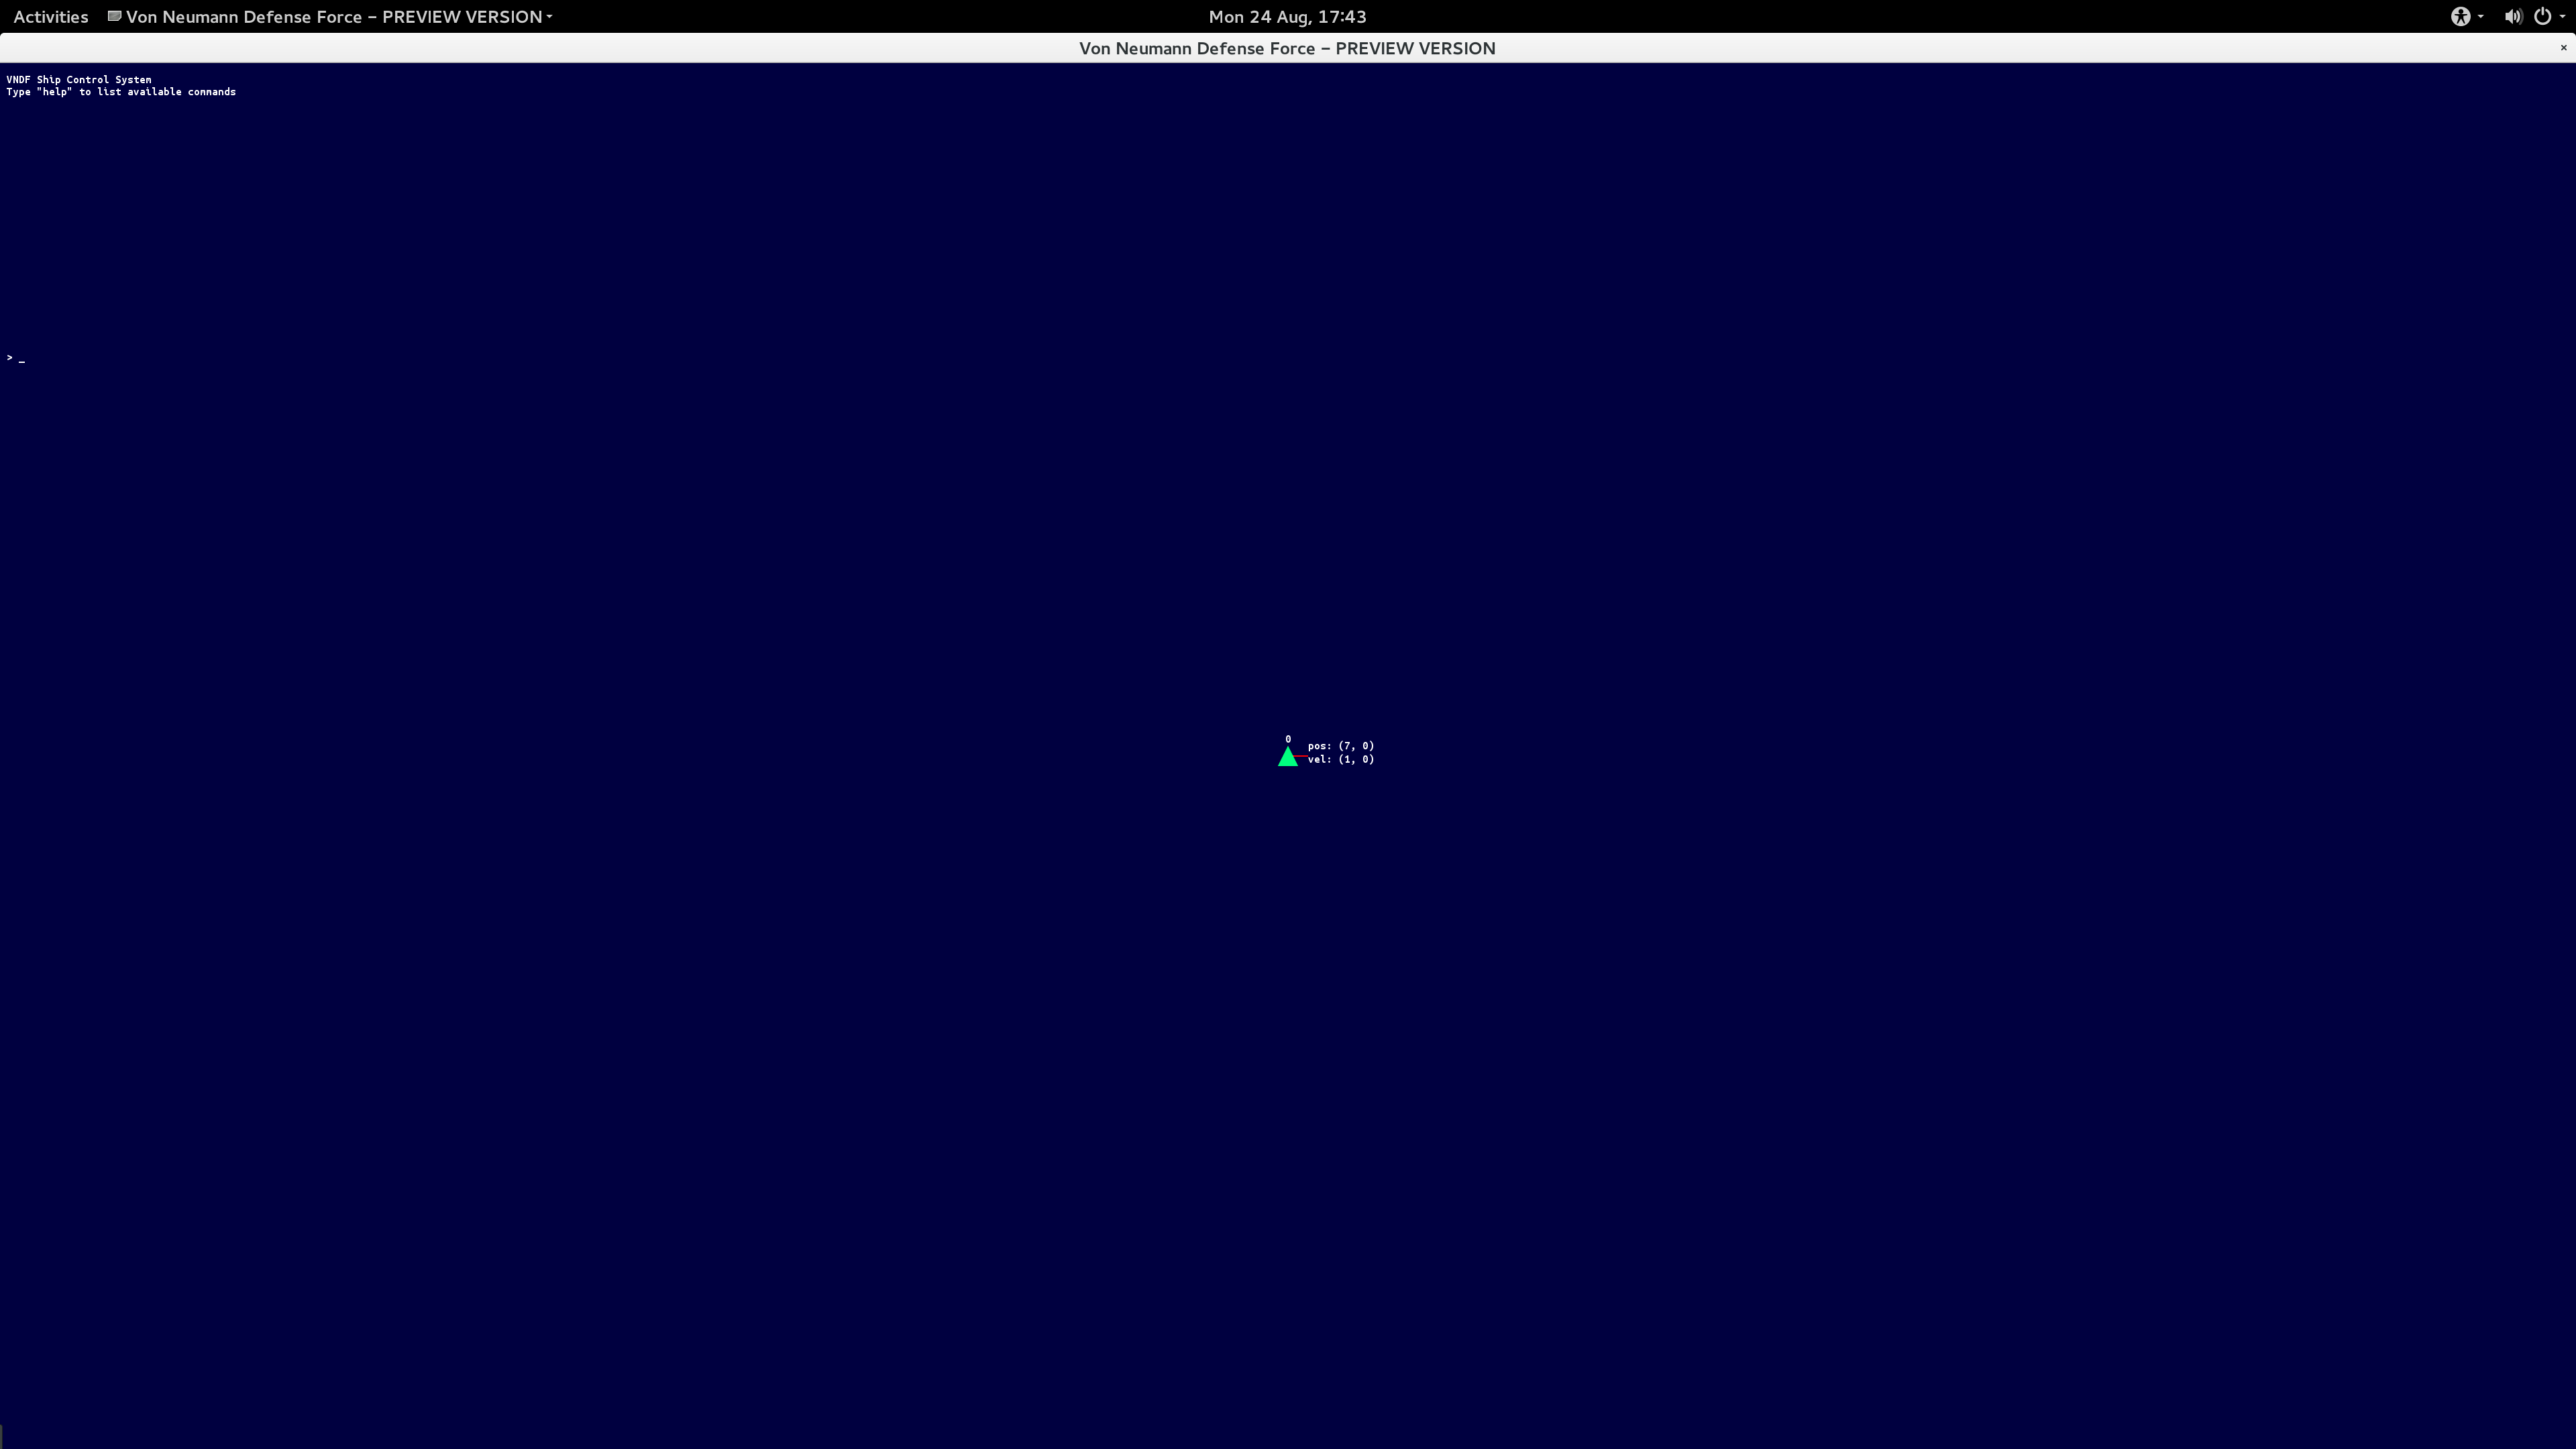 Activities Von Neumann Defense Force – PREVIEW VERSION Mon 24 Aug, 17:43
Von Neumann Defense Force – PREVIEW VERSION ×
VNDF Ship Control System
Type "help" to list available commands
> _
0
pos: (7, 0)
vel: (1, 0)